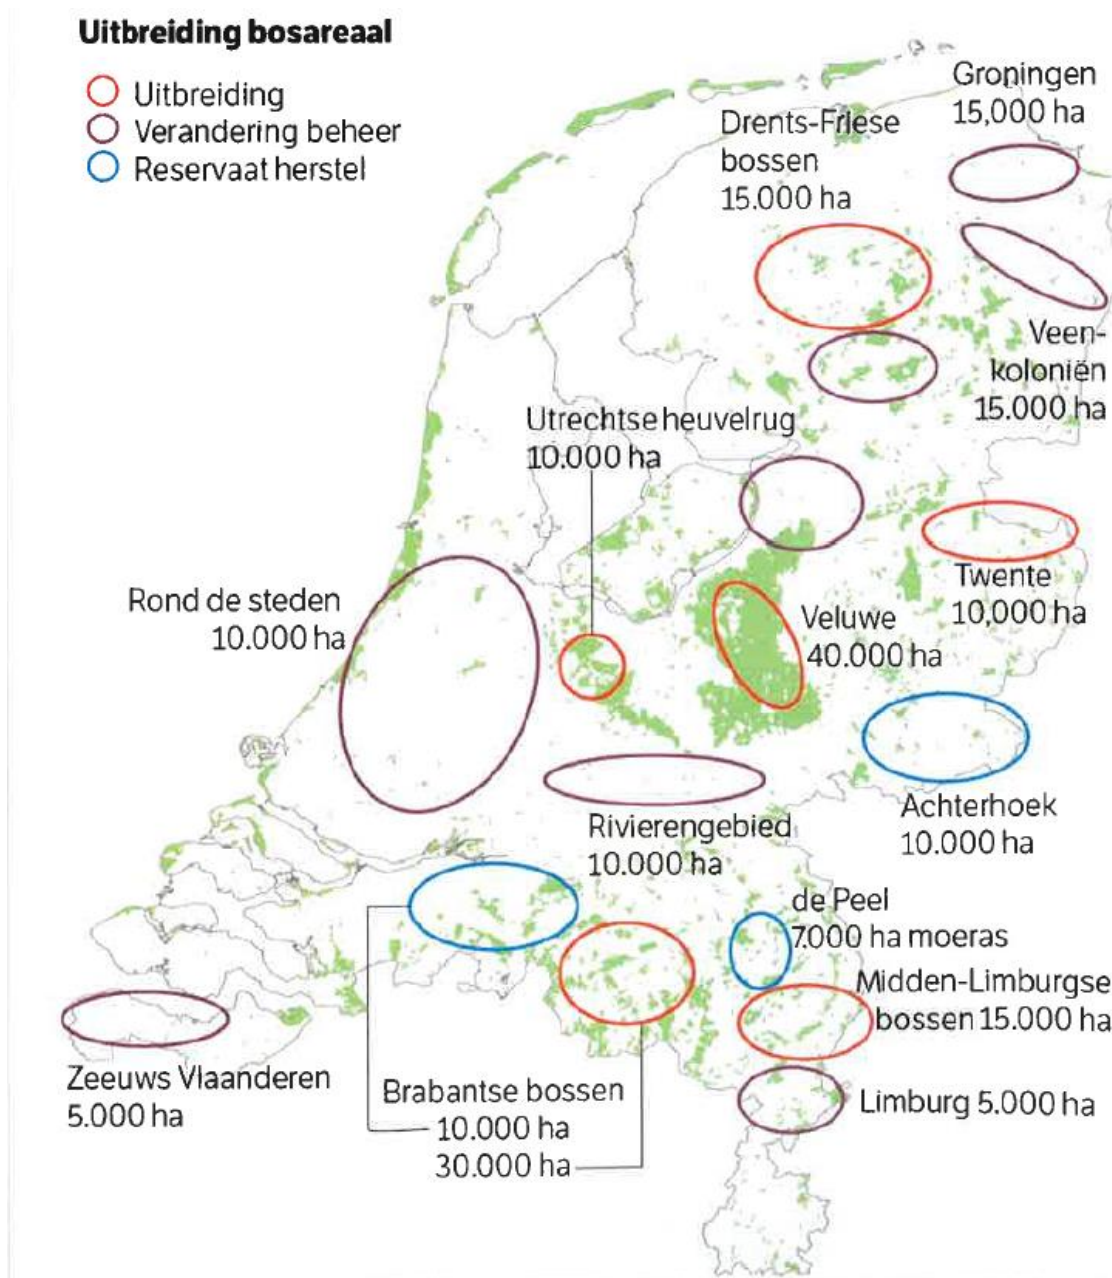 Uitbreiding bosareaal
Uitbreiding
Verandering beheer
Reservaat herstel
Groningen
15,000 ha
Drents-Friese
bossen
15.000 ha
Veen-
koloniën
15.000 ha
Utrechtse heuvelrug
10.000 ha
Twente
10,000 ha
Rond de steden
10.000 ha
Veluwe
40.000 ha
Achterhoek
10.000 ha
Rivierengebied
10.000 ha
de Peel
7.000 ha moeras
Midden-Limburgse
bossen 15.000 ha
Zeeuws Vlaanderen
5.000 ha
Brabantse bossen
10.000 ha
30.000 ha
Limburg 5.000 ha